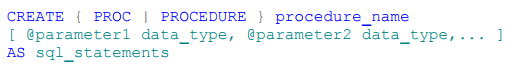 CREATE { PROC | PROCEDURE } procedure_name
[ @parameter1 data_type, @parameter2 data_type,... ]
AS sql_statements